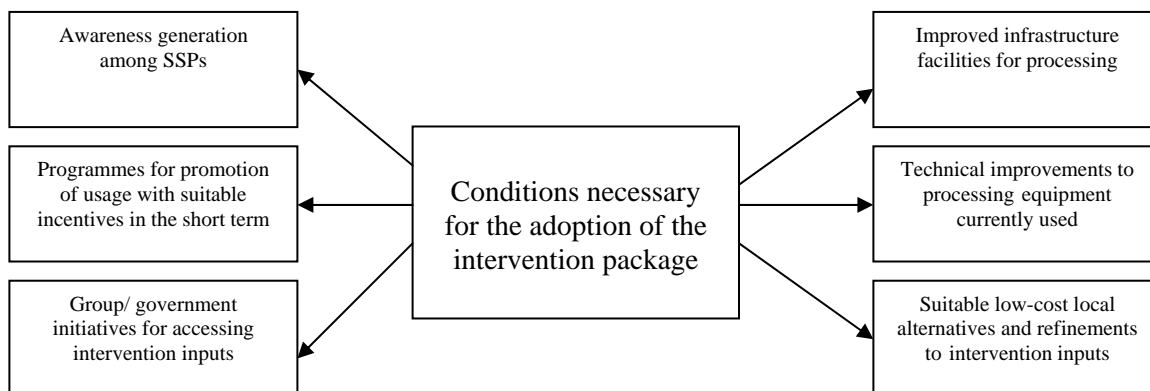 Awareness generation
among SSPs
Programmes for promotion
of usage with suitable
incentives in the short term
Group/ government
initiatives for accessing
intervention inputs
Conditions necessary
for the adoption of the
intervention package
Improved infrastructure
facilities for processing
Technical improvements to
processing equipment
currently used
Suitable low-cost local
alternatives and refinements
to intervention inputs